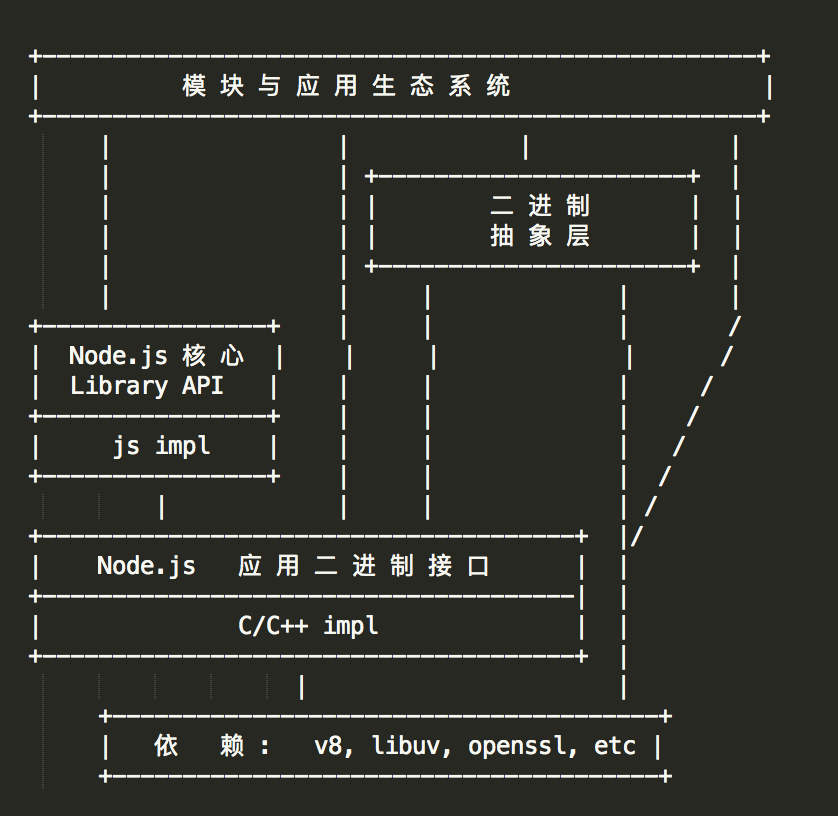 模块与应用生态系统
二进制
抽象层
Node.js 核心
Library API
js impl
Node.js 应用二进制接口
C/C++ impl
依赖: v8, libuv, openssl, etc